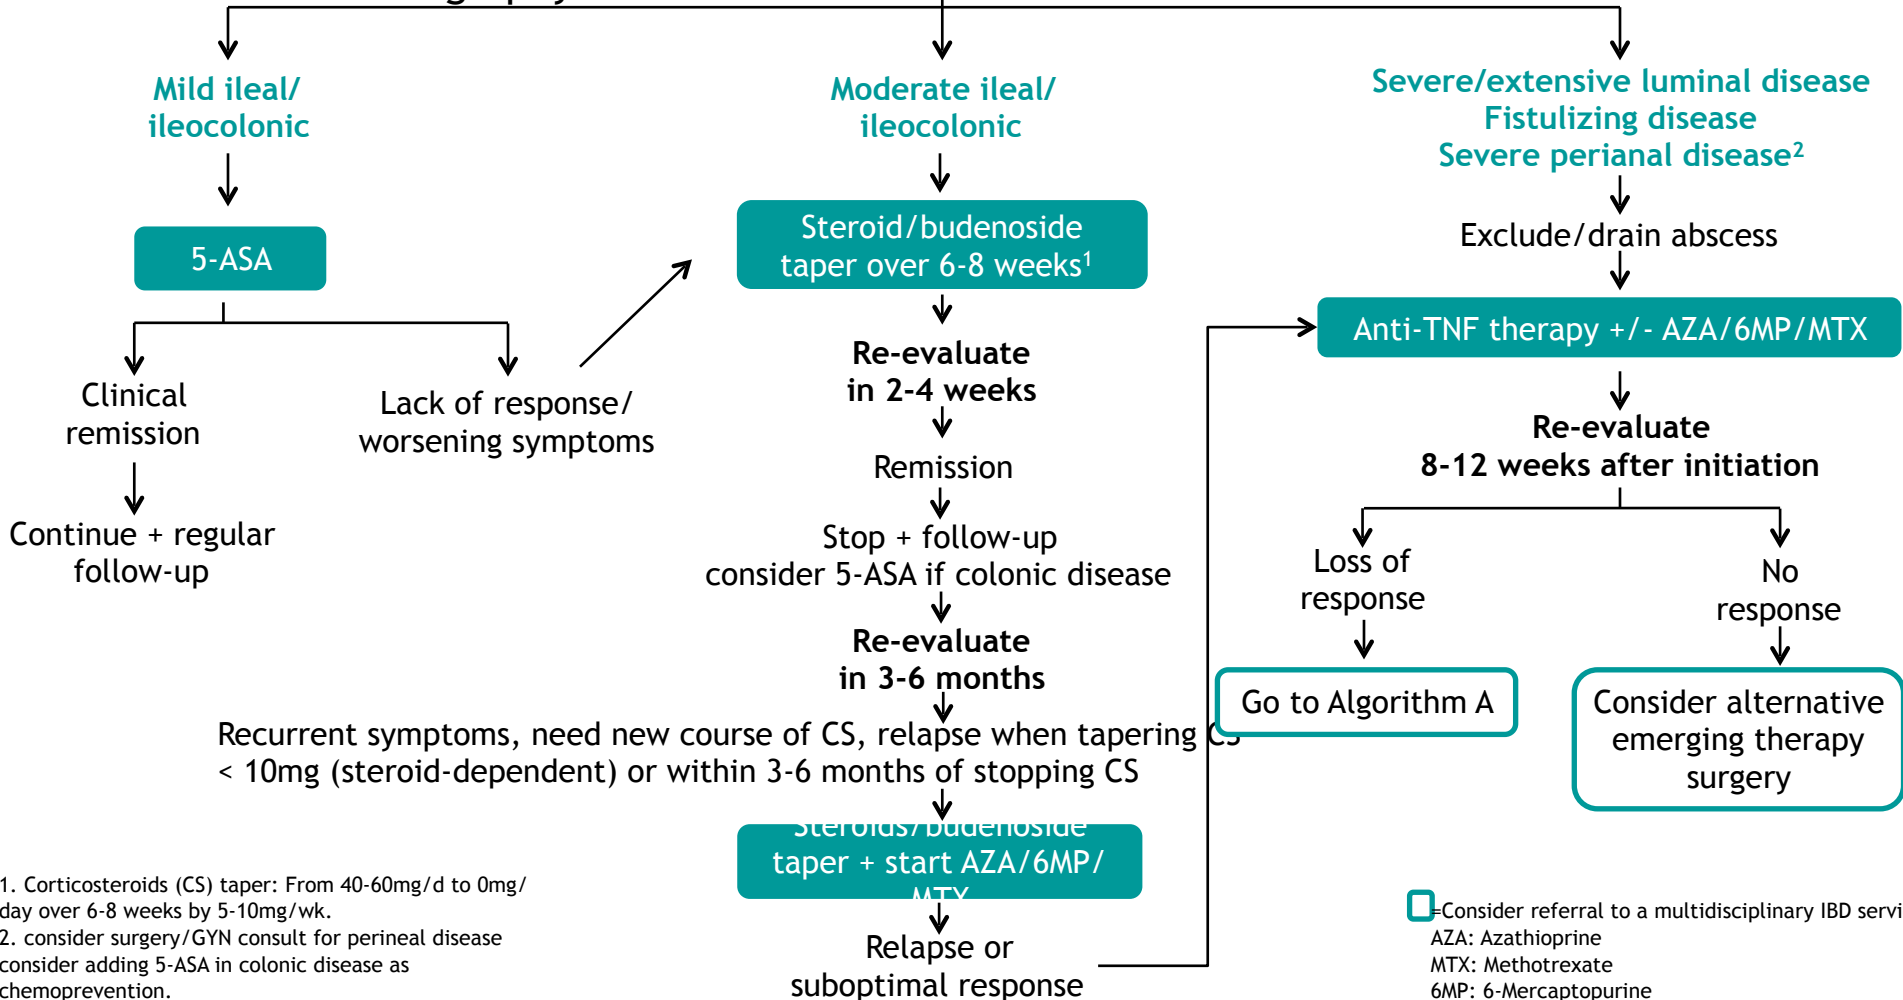 Mild ileal/
ileocolonic
5-ASA
Clinical
remission
Continue + regular
follow-up
Lack of response/
worsening symptoms
Moderate ileal/
ileocolonic
Steroid/budenoside
taper over 6-8 weeks¹
Re-evaluate
in 2-4 weeks
Remission
Stop + follow-up
consider 5-ASA if colonic disease
Re-evaluate
in 3-6 months
Recurrent symptoms, need new course of CS, relapse when tapering CS
< 10mg (steroid-dependent) or within 3-6 months of stopping CS
Steroids/budenoside
taper + start AZA/6MP/
MTX
Relapse or
suboptimal response
Severe/extensive luminal disease
Fistulizing disease
Severe perianal disease²
Exclude/drain abscess
Anti-TNF therapy +/- AZA/6MP/MTX
Re-evaluate
8-12 weeks after initiation
Loss of
response
Go to Algorithm A
No
response
Consider alternative
emerging therapy
surgery
1. Corticosteroids (CS) taper: From 40-60mg/d to 0mg/
day over 6-8 weeks by 5-10mg/wk.
2. consider surgery/GYN consult for perineal disease
consider adding 5-ASA in colonic disease as
chemoprevention.
=Consider referral to a multidisciplinary IBD servi
AZA: Azathioprine
MTX: Methotrexate
6MP: 6-Mercaptopurine